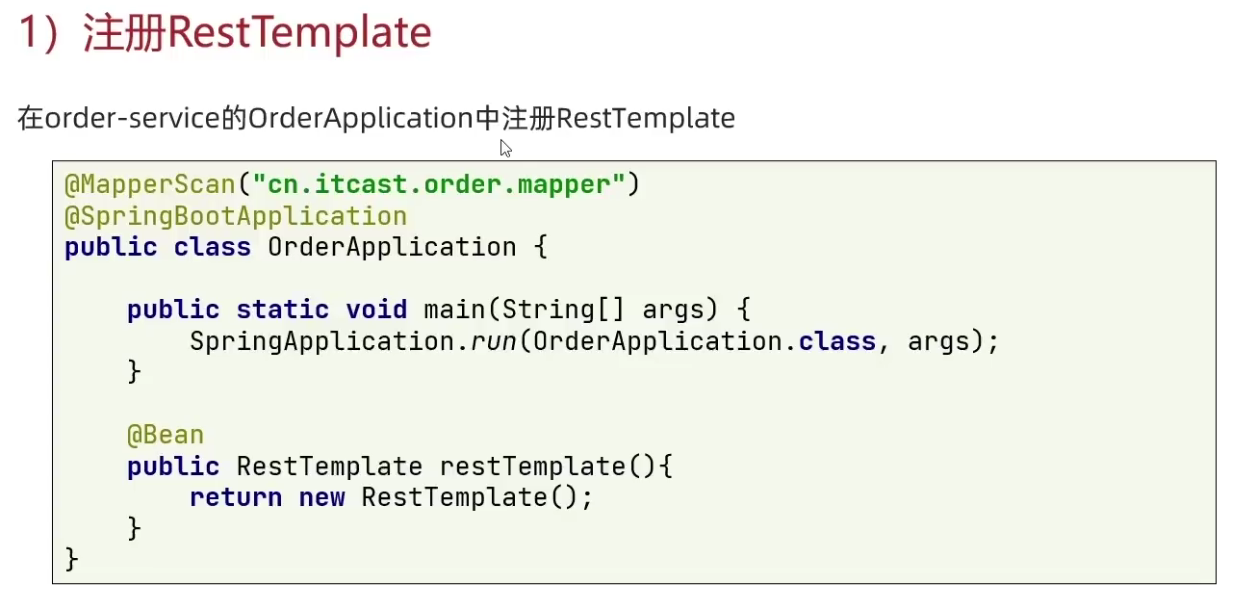 1）注册RestTemplate
在order-service的OrderApplication中注册RestTemplate
@MapperScan("cn.itcast.order.mapper")
@SpringBootApplication
public class OrderApplication {
public static void main(String[] args) {
SpringApplication.run(OrderApplication.class, args);
}
@Bean
public RestTemplate restTemplate(){
return new RestTemplate();
}
}